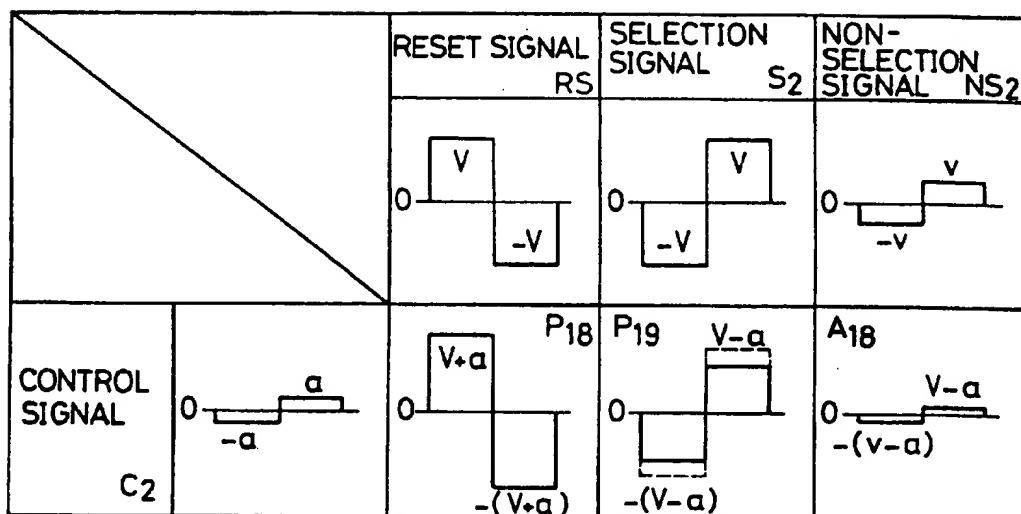 RESET SIGNAL
RS
SELECTION
SIGNAL
S2
NON-
SELECTION
SIGNAL NS2
V
0
-V
V
0
-V
v
0
-v
CONTROL
SIGNAL
C2
a
0
-a
P18
V+a
0
-(V+a)
P19
V-a
0
-(V-a)
A18
V-a
0
-(v-a)